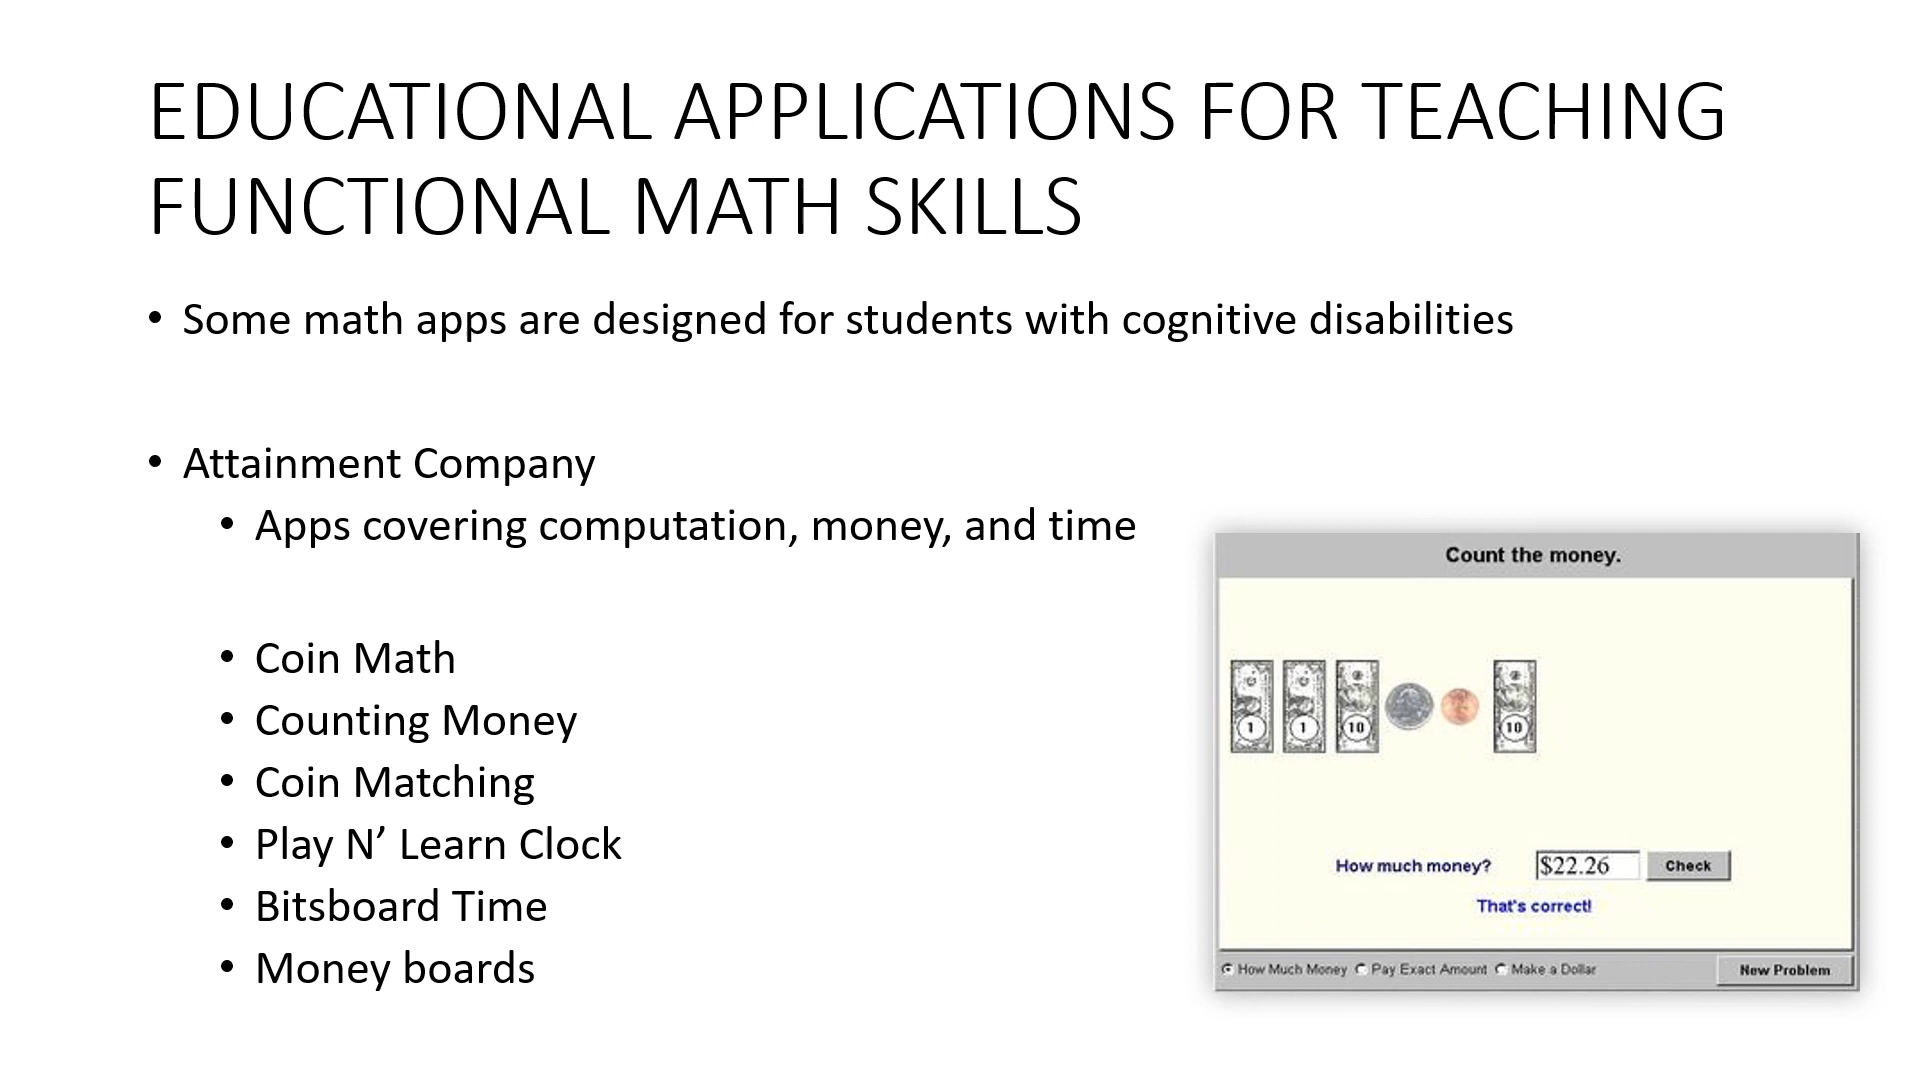 EDUCATIONAL APPLICATIONS FOR TEACHING
FUNCTIONAL MATH SKILLS
• Some math apps are designed for students with cognitive disabilities
• Attainment Company
• Apps covering computation, money, and time
• Coin Math
• Counting Money
• Coin Matching
• Play N’ Learn Clock
• Bitsboard Time
• Money boards
Count the money.
1 1 10 10
How much money? $22.26 Check
That's correct!
How Much Money Pay Exact Amount Make a Dollar New Problem